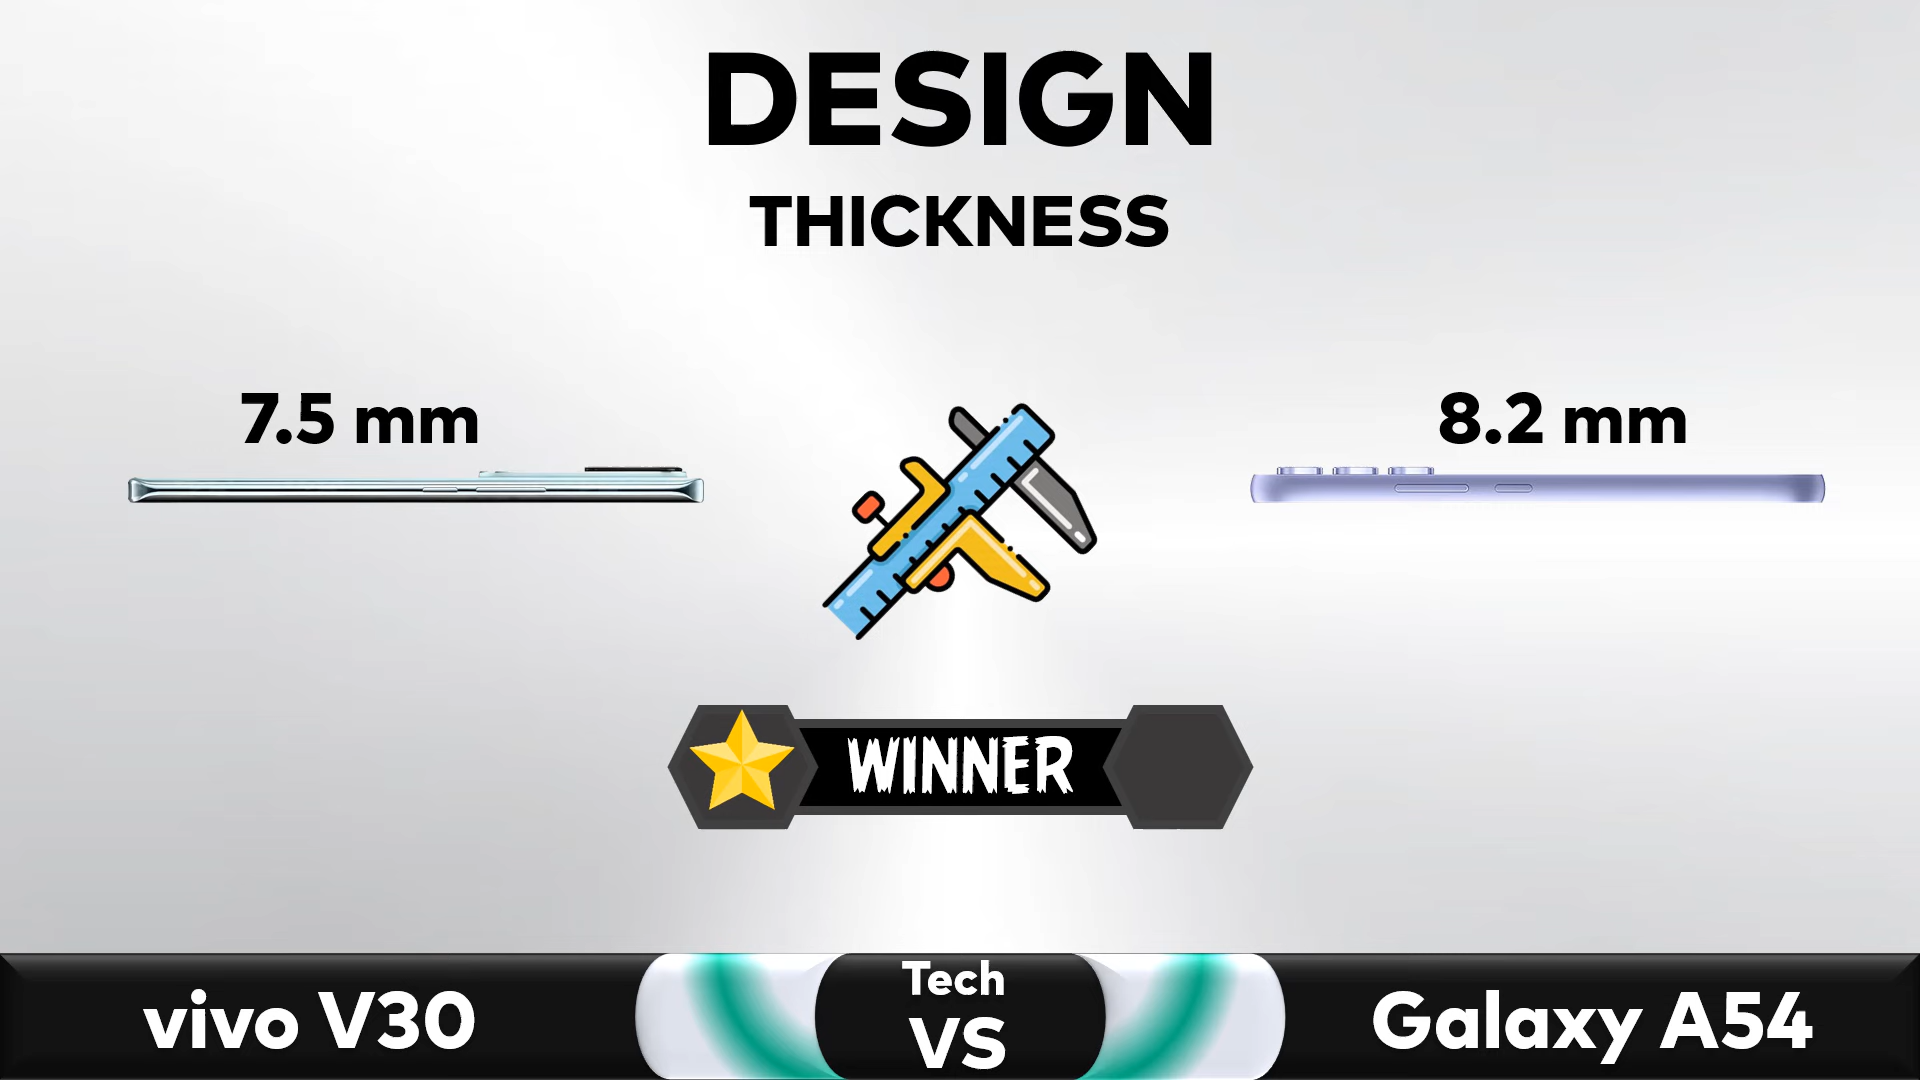 DESIGN
THICKNESS
7.5 mm
8.2 mm
WINNER
vivo V30
Tech
VS
Galaxy A54